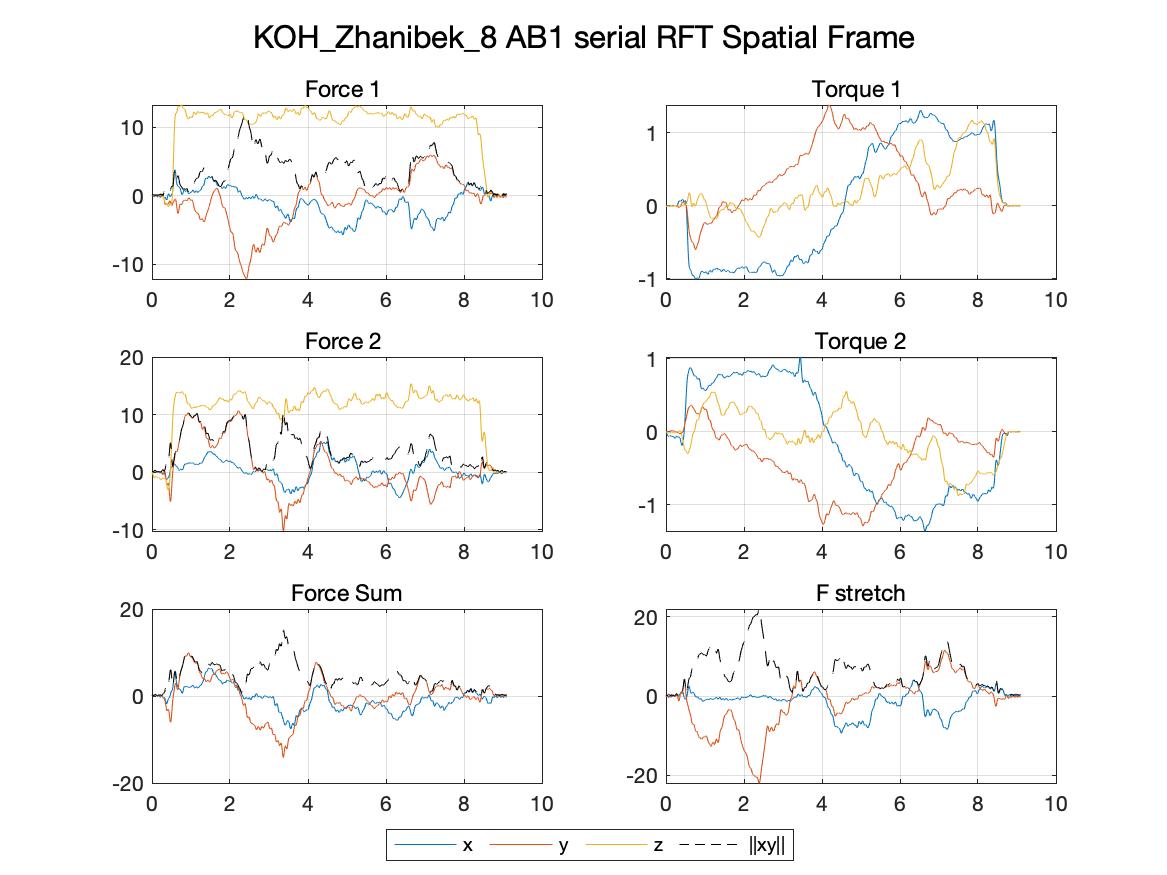 KOH_Zhanibek_8 AB1 serial RFT Spatial Frame
Force 1
10
0
-10
0 2 4 6 8 10
Torque 1
1
0
-1
0 2 4 6 8 10
Force 2
20
10
0
-10
0 2 4 6 8 10
Torque 2
1
0
-1
0 2 4 6 8 10
Force Sum
20
0
-20
0 2 4 6 8 10
F stretch
20
0
-20
0 2 4 6 8 10
x y z ||xy||